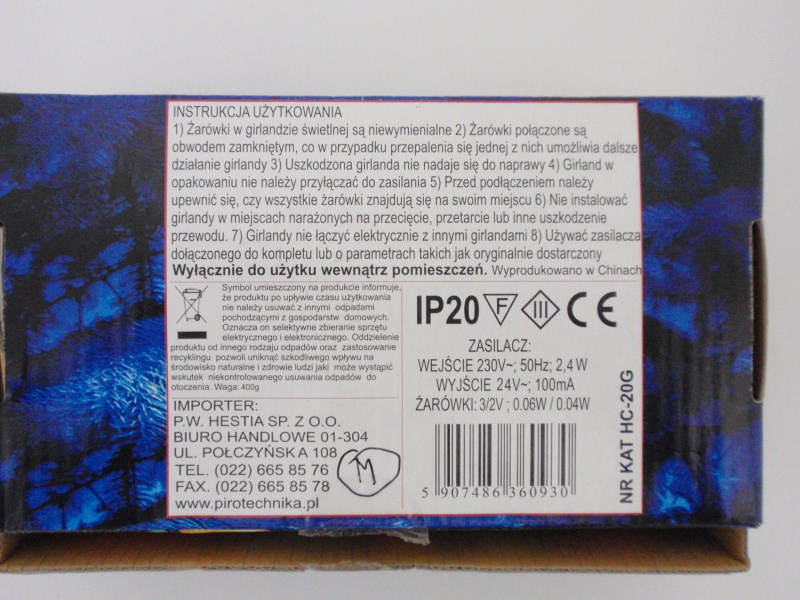 INSTRUKCJA UŻYTKOWANIA
1) Żarówki w girlandzie świetlnej są niewymienialne 2) Żarówki połączone są
obwodem zamkniętym, co w przypadku przepalenia się jednej z nich umożliwia dalsze
działanie girlandy 3) Uszkodzona girlanda nie nadaje się do naprawy 4) Girland w
opakowaniu nie należy przyłączać do zasilania 5) Przed podłączeniem należy
upewnić się, czy wszystkie żarówki znajdują się na swoim miejscu 6) Nie instalować
girlandy w miejscach narażonych na przecięcie, przetarcie lub inne uszkodzenie
przewodu. 7) Girlandy nie łączyć elektrycznie z innymi girlandami 8) Używać zasilacza
dołączonego do kompletu lub o parametrach takich jak oryginalnie dostarczony
Wyłącznie do użytku wewnątrz pomieszczeń. Wyprodukowano w Chinach
Symbol umieszczony na produkcie informuje,
że produktu po upływie czasu użytkowania
nie należy usuwać z innymi odpadami
pochodzącymi z gospodarstw domowych.
Oznacza on selektywne zbieranie sprzętu
elektrycznego i elektronicznego. Oddzielenie
produktu od innego rodzaju odpadów oraz zastosowanie
recyklingu pozwoli uniknąć szkodliwego wpływu na
środowisko naturalne i zdrowie ludzi jaki może wystąpić
wskutek niekontrolowanego usuwania odpadów do
otoczenia. Waga: 400g
IMPORTER:
P.W. HESTIA SP. Z O.O.
BIURO HANDLOWE 01-304
UL. POŁCZYŃSKA 108
TEL. (022) 665 85 76
FAX. (022) 665 85 78
www.pirotechnika.pl
IP20 F III CE
ZASILACZ:
WEJŚCIE 230V~; 50Hz; 2,4 W
WYJŚCIE 24V~; 100mA
ŻARÓWKI: 3/2V ; 0.06W / 0.04W
5 907486 360930
NR KAT HC-20G